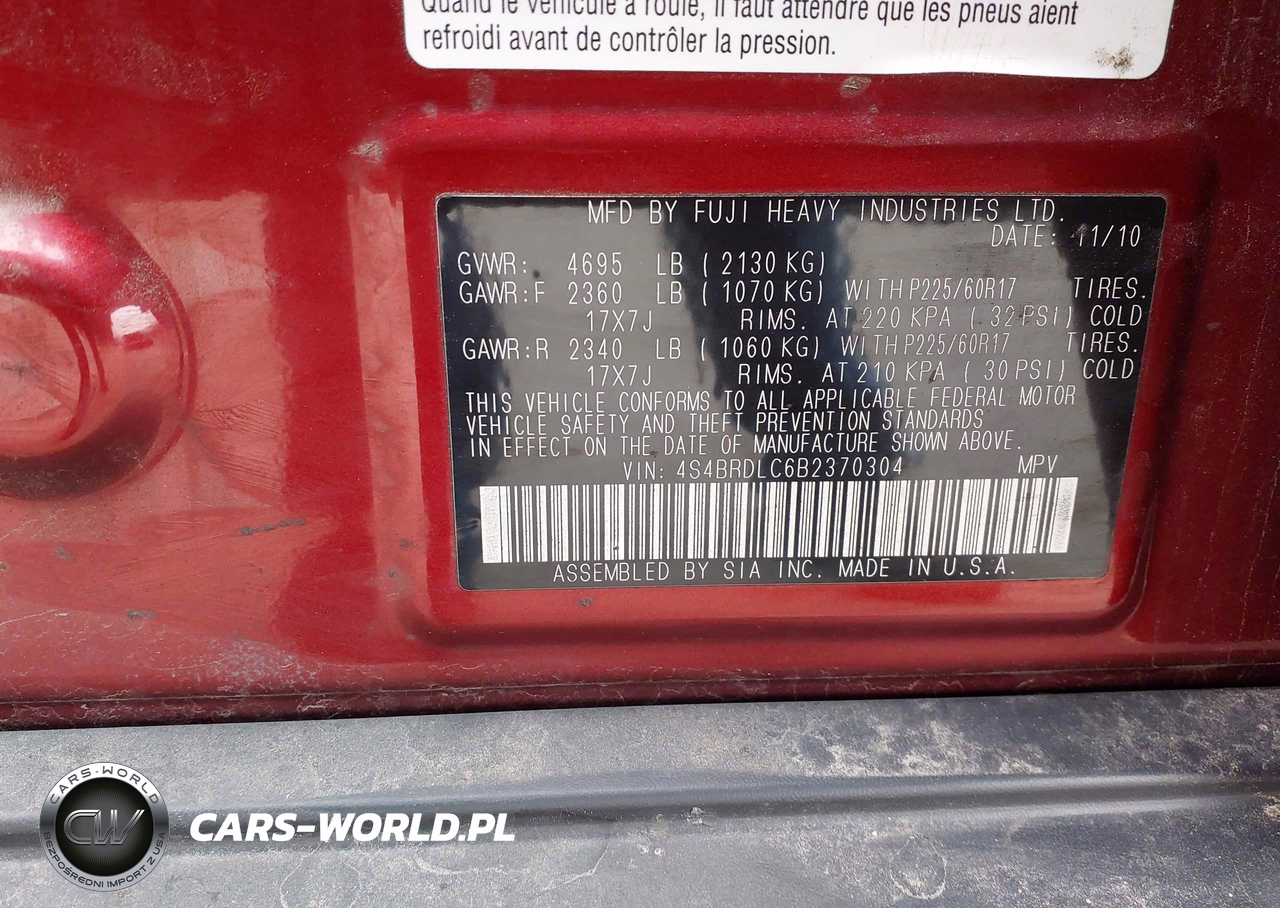 Quand le véhicule a roulé, il faut attendre que les pneus aient
refroidi avant de contrôler la pression.
MFD BY FUJI HEAVY INDUSTRIES LTD.
DATE: 11/10
GVWR: 4695 LB ( 2130 KG)
GAWR:F 2360 LB ( 1070 KG) WITH P225/60R17 TIRES.
17X7J RIMS. AT 220 KPA ( 32 PSI) COLD
GAWR:R 2340 LB ( 1060 KG) WITH P225/60R17 TIRES.
17X7J RIMS. AT 210 KPA ( 30 PSI) COLD
THIS VEHICLE CONFORMS TO ALL APPLICABLE FEDERAL MOTOR
VEHICLE SAFETY AND THEFT PREVENTION STANDARDS
IN EFFECT ON THE DATE OF MANUFACTURE SHOWN ABOVE.
VIN: 4S4BRDLC6B2370304 MPV
ASSEMBLED BY SIA INC. MADE IN U.S.A.
CARS-WORLD
CW
BEZPOŚREDNI IMPORT Z USA
CARS-WORLD.PL